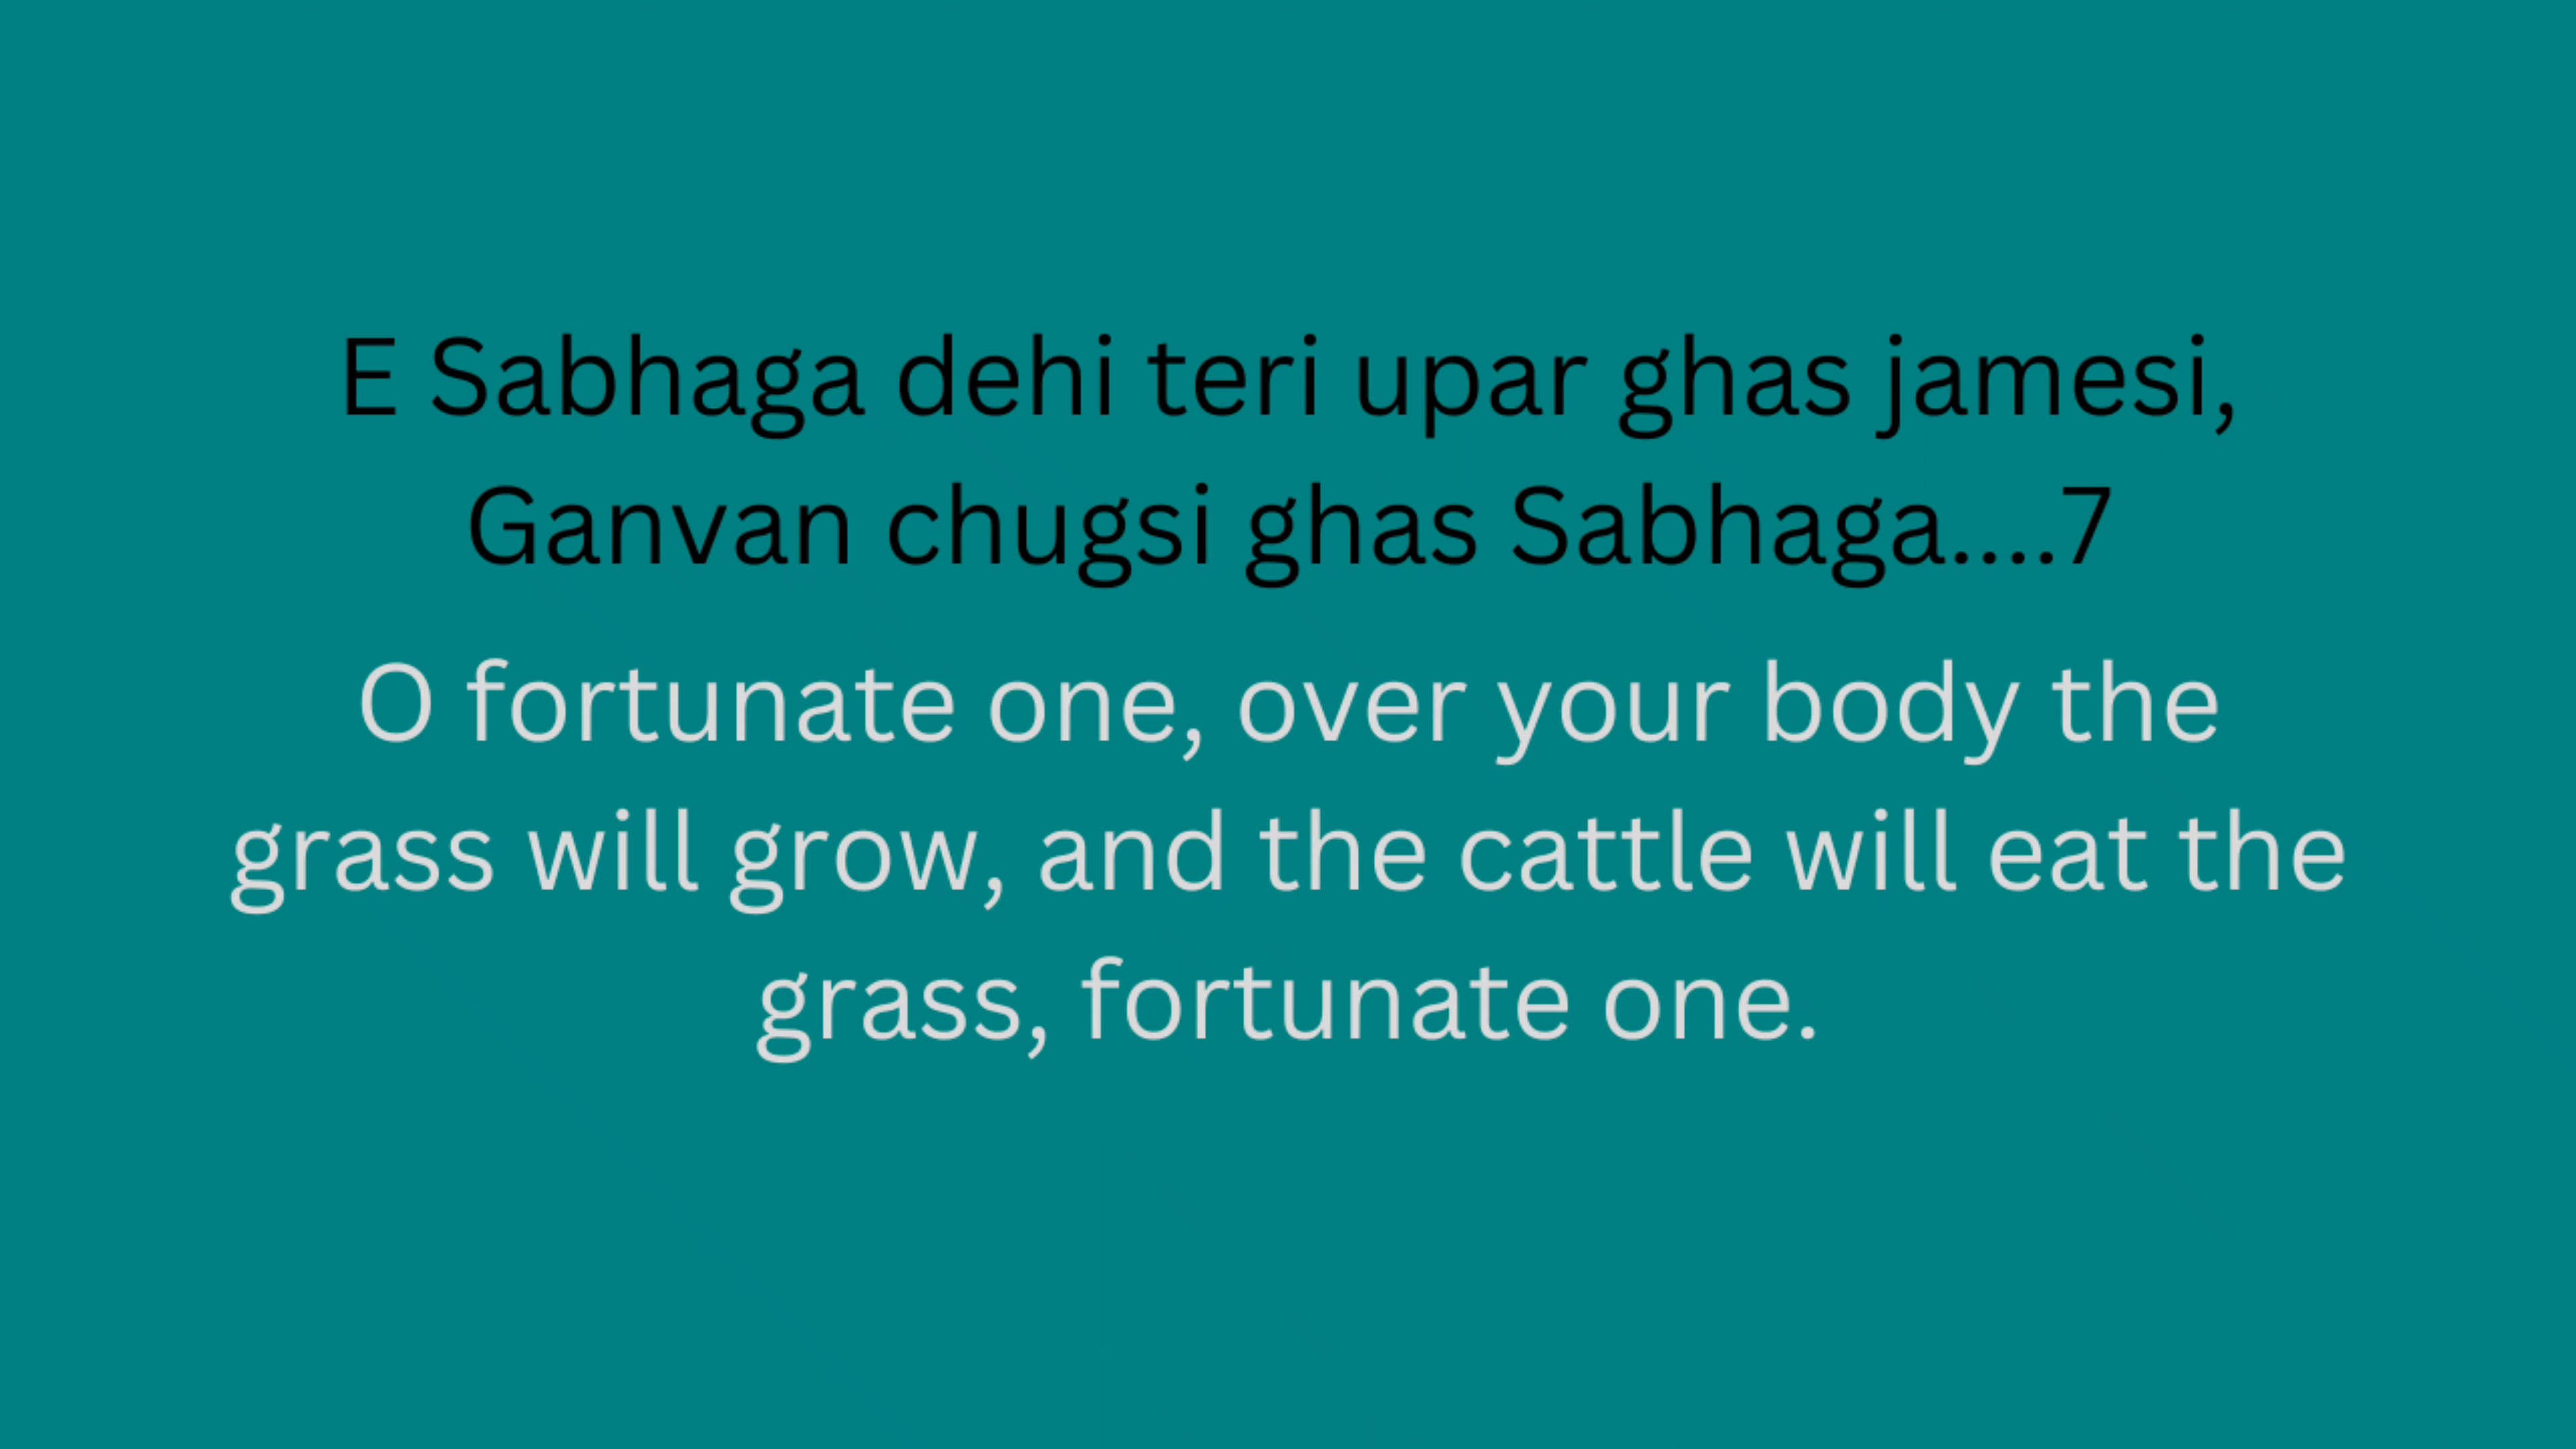 E Sabhaga dehi teri upar ghas jamesi,
Ganvan chugsi ghas Sabhaga....7
O fortunate one, over your body the
grass will grow, and the cattle will eat the
grass, fortunate one.